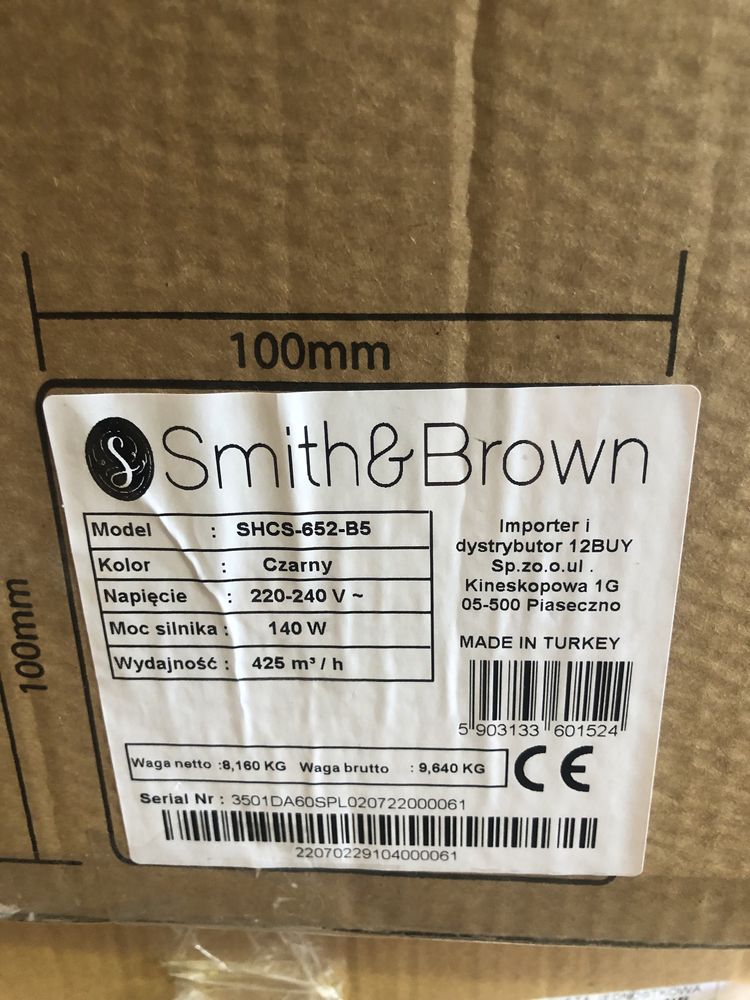 100mm
100mm
S Smith&Brown
Model : SHCS-652-B5
Kolor : Czarny
Napięcie : 220-240 V ~
Moc silnika : 140 W
Wydajność : 425 m³ / h
Importer i
dystrybutor 12BUY
Sp.zo.o.ul .
Kineskopowa 1G
05-500 Piaseczno
MADE IN TURKEY
5 903133 601524
Waga netto :8,160 KG Waga brutto : 9,640 KG
CE
Serial Nr : 3501DA60SPL020722000061
22070229104000061